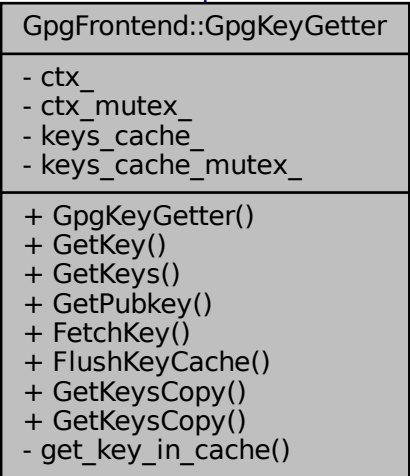 GpgFrontend::GpgKeyGetter
- ctx_
- ctx_mutex_
- keys_cache_
- keys_cache_mutex_
+ GpgKeyGetter()
+ GetKey()
+ GetKeys()
+ GetPubkey()
+ FetchKey()
+ FlushKeyCache()
+ GetKeysCopy()
+ GetKeysCopy()
- get_key_in_cache()